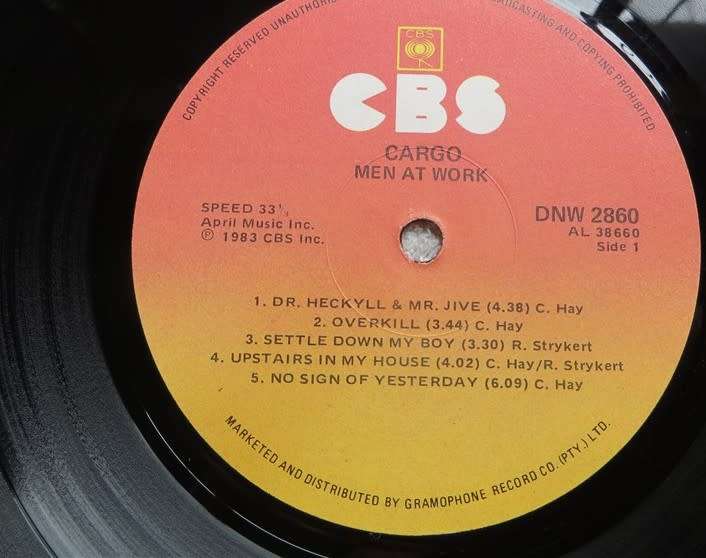 COPYRIGHT RESERVED UNAUTHORIS
CASTING AND COPYING PROHIBITED
CBS
CBS
CARGO
MEN AT WORK
SPEED 33⅓
April Music Inc.
℗ 1983 CBS Inc.
DNW 2860
AL 38660
Side 1
1. DR. HECKYLL & MR. JIVE (4.38) C. Hay
2. OVERKILL (3.44) C. Hay
3. SETTLE DOWN MY BOY (3.30) R. Strykert
4. UPSTAIRS IN MY HOUSE (4.02) C. Hay/R. Strykert
5. NO SIGN OF YESTERDAY (6.09) C. Hay
MARKETED AND DISTRIBUTED BY GRAMOPHONE RECORD CO. (PTY.) LTD.